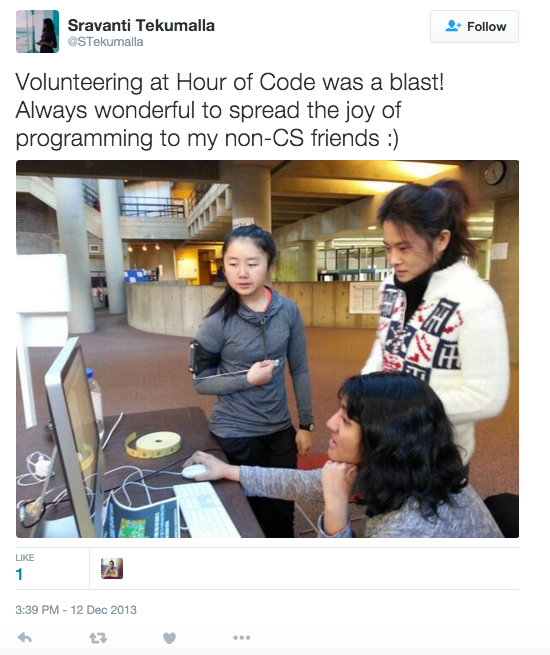 Sravanti Tekumalla
@STekumalla
Follow
Volunteering at Hour of Code was a blast!
Always wonderful to spread the joy of
programming to my non-CS friends :)
LIKE
1
3:39 PM - 12 Dec 2013